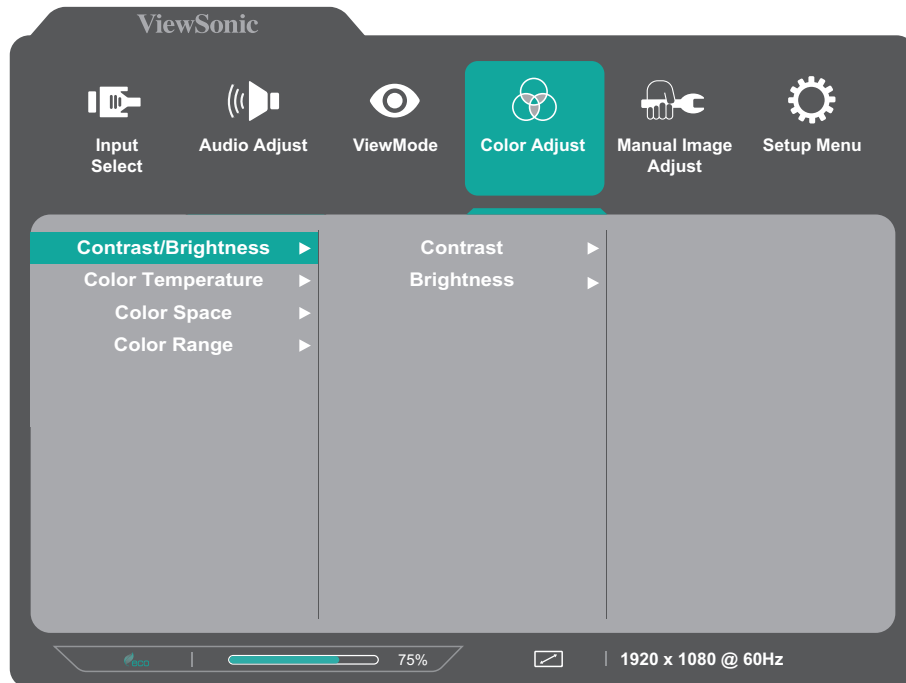 ViewSonic
Input
Select
Audio Adjust
ViewMode
Color Adjust
Manual Image
Adjust
Setup Menu
Contrast/Brightness
Color Temperature
Color Space
Color Range
Contrast
Brightness
eco
75%
1920 x 1080 @ 60Hz